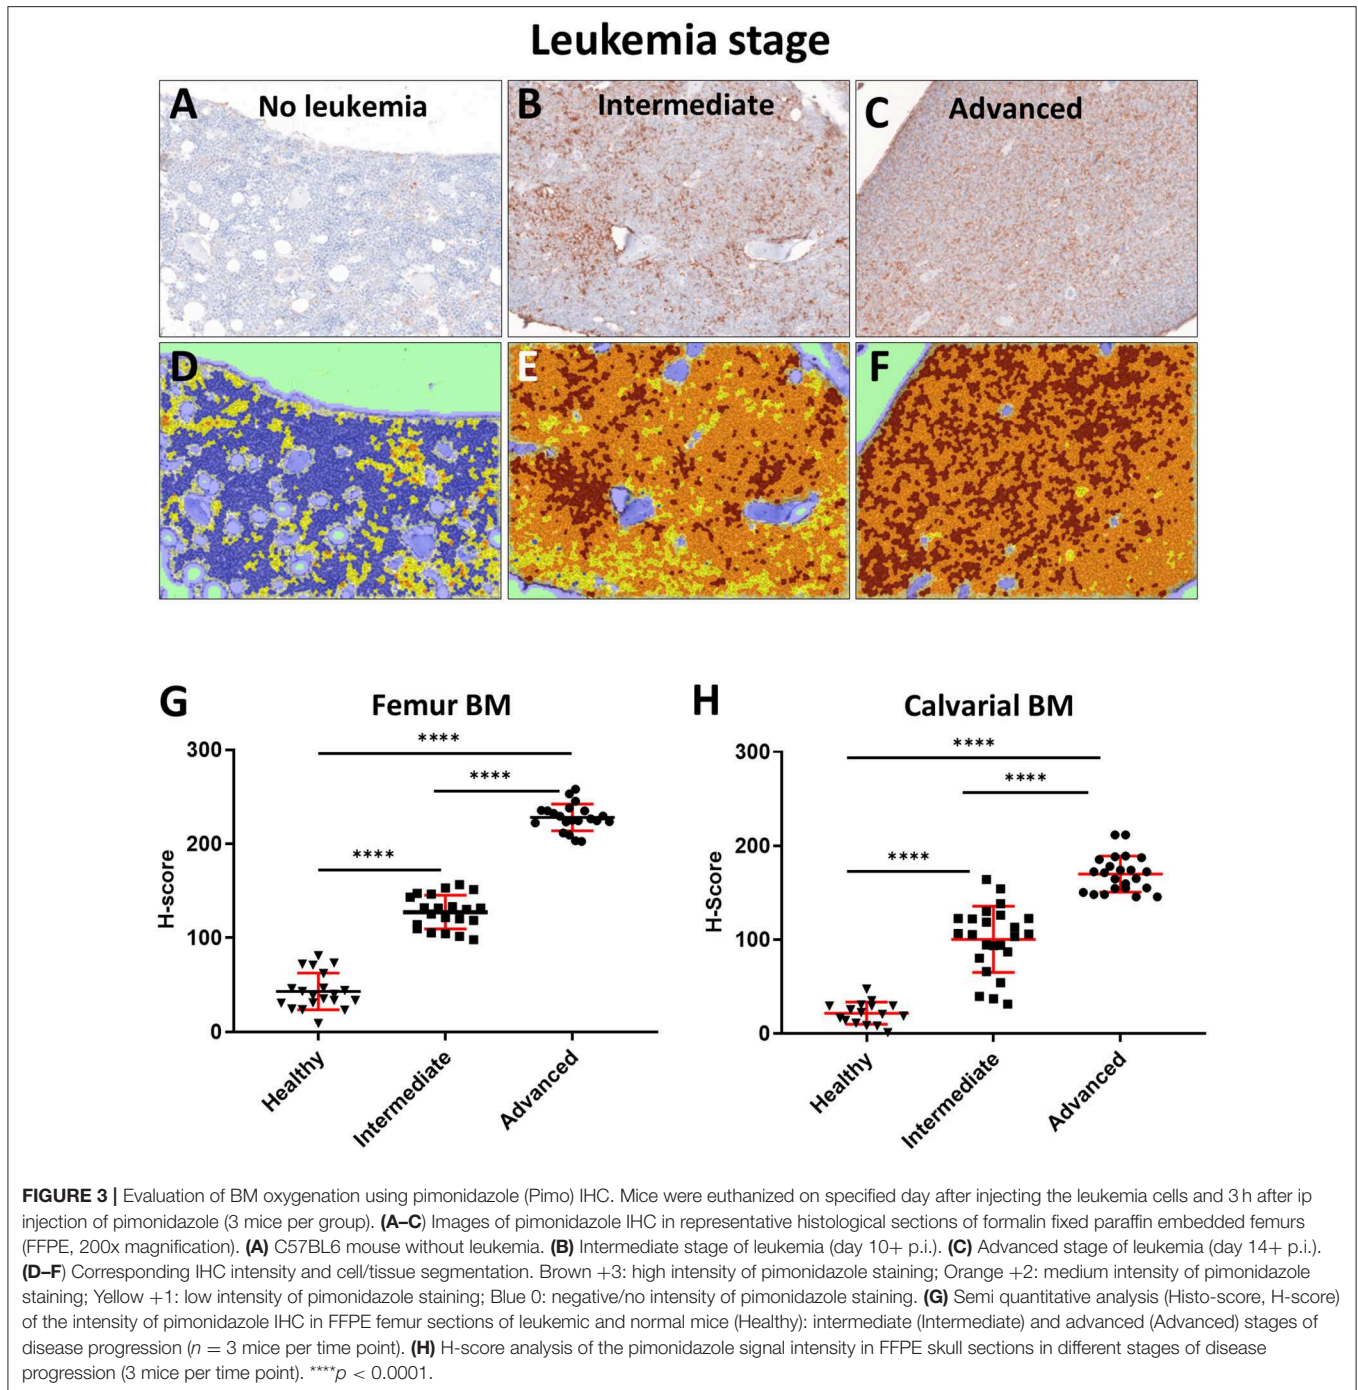 Leukemia stage
A No leukemia
B Intermediate
C Advanced
D
E
F
G Femur BM
H-score
300
200
100
0
****
****
****
Healthy
Intermediate
Advanced
H Calvarial BM
H-Score
300
200
100
0
****
****
****
Healthy
Intermediate
Advanced
FIGURE 3 | Evaluation of BM oxygenation using pimonidazole (Pimo) IHC. Mice were euthanized on specified day after injecting the leukemia cells and 3 h after ip
injection of pimonidazole (3 mice per group). (A–C) Images of pimonidazole IHC in representative histological sections of formalin fixed paraffin embedded femurs
(FFPE, 200x magnification). (A) C57BL6 mouse without leukemia. (B) Intermediate stage of leukemia (day 10+ p.i.). (C) Advanced stage of leukemia (day 14+ p.i.).
(D–F) Corresponding IHC intensity and cell/tissue segmentation. Brown +3: high intensity of pimonidazole staining; Orange +2: medium intensity of pimonidazole
staining; Yellow +1: low intensity of pimonidazole staining; Blue 0: negative/no intensity of pimonidazole staining. (G) Semi quantitative analysis (Histo-score, H-score)
of the intensity of pimonidazole IHC in FFPE femur sections of leukemic and normal mice (Healthy): intermediate (Intermediate) and advanced (Advanced) stages of
disease progression (n = 3 mice per time point). (H) H-score analysis of the pimonidazole signal intensity in FFPE skull sections in different stages of disease
progression (3 mice per time point). ****p < 0.0001.